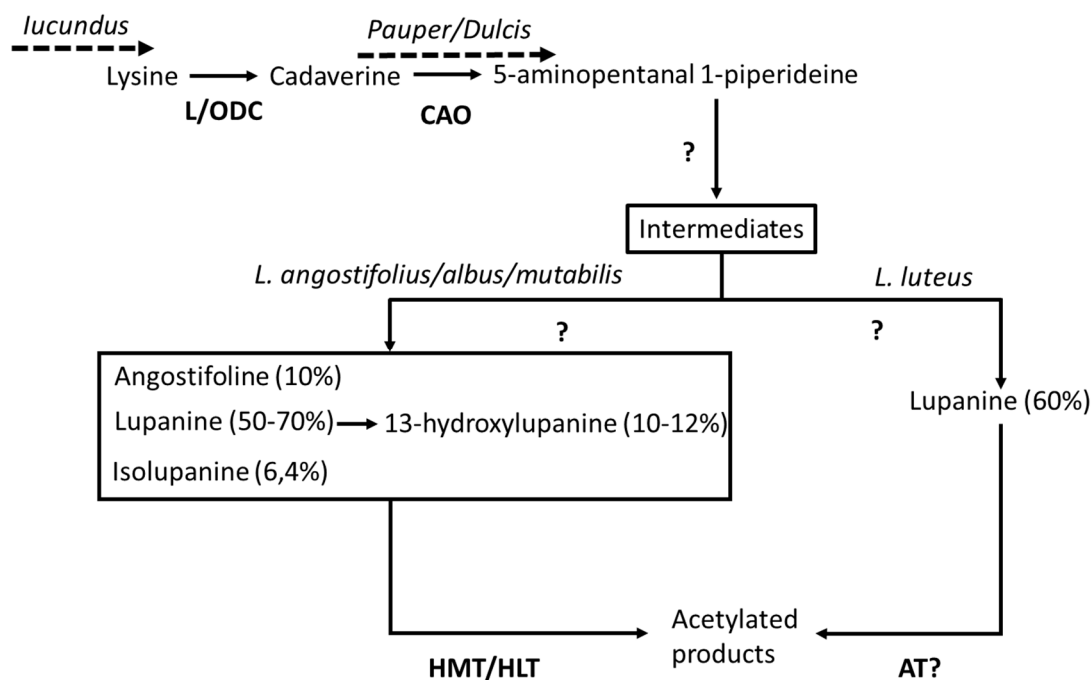 Iucundus
Pauper/Dulcis
Lysine
Cadaverine
5-aminopentanal 1-piperideine
L/ODC
CAO
?
Intermediates
L. angostifolius/albus/mutabilis
L. luteus
?
?
Angostifoline (10%)
Lupanine (50-70%)
13-hydroxylupanine (10-12%)
Isolupanine (6,4%)
Lupanine (60%)
Acetylated
products
HMT/HLT
AT?